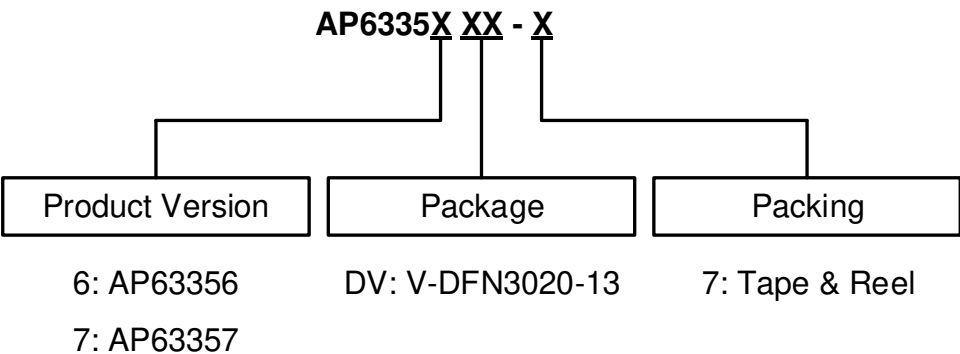 AP6335X XX - X
Product Version
Package
Packing
6: AP63356
DV: V-DFN3020-13
7: Tape & Reel
7: AP63357